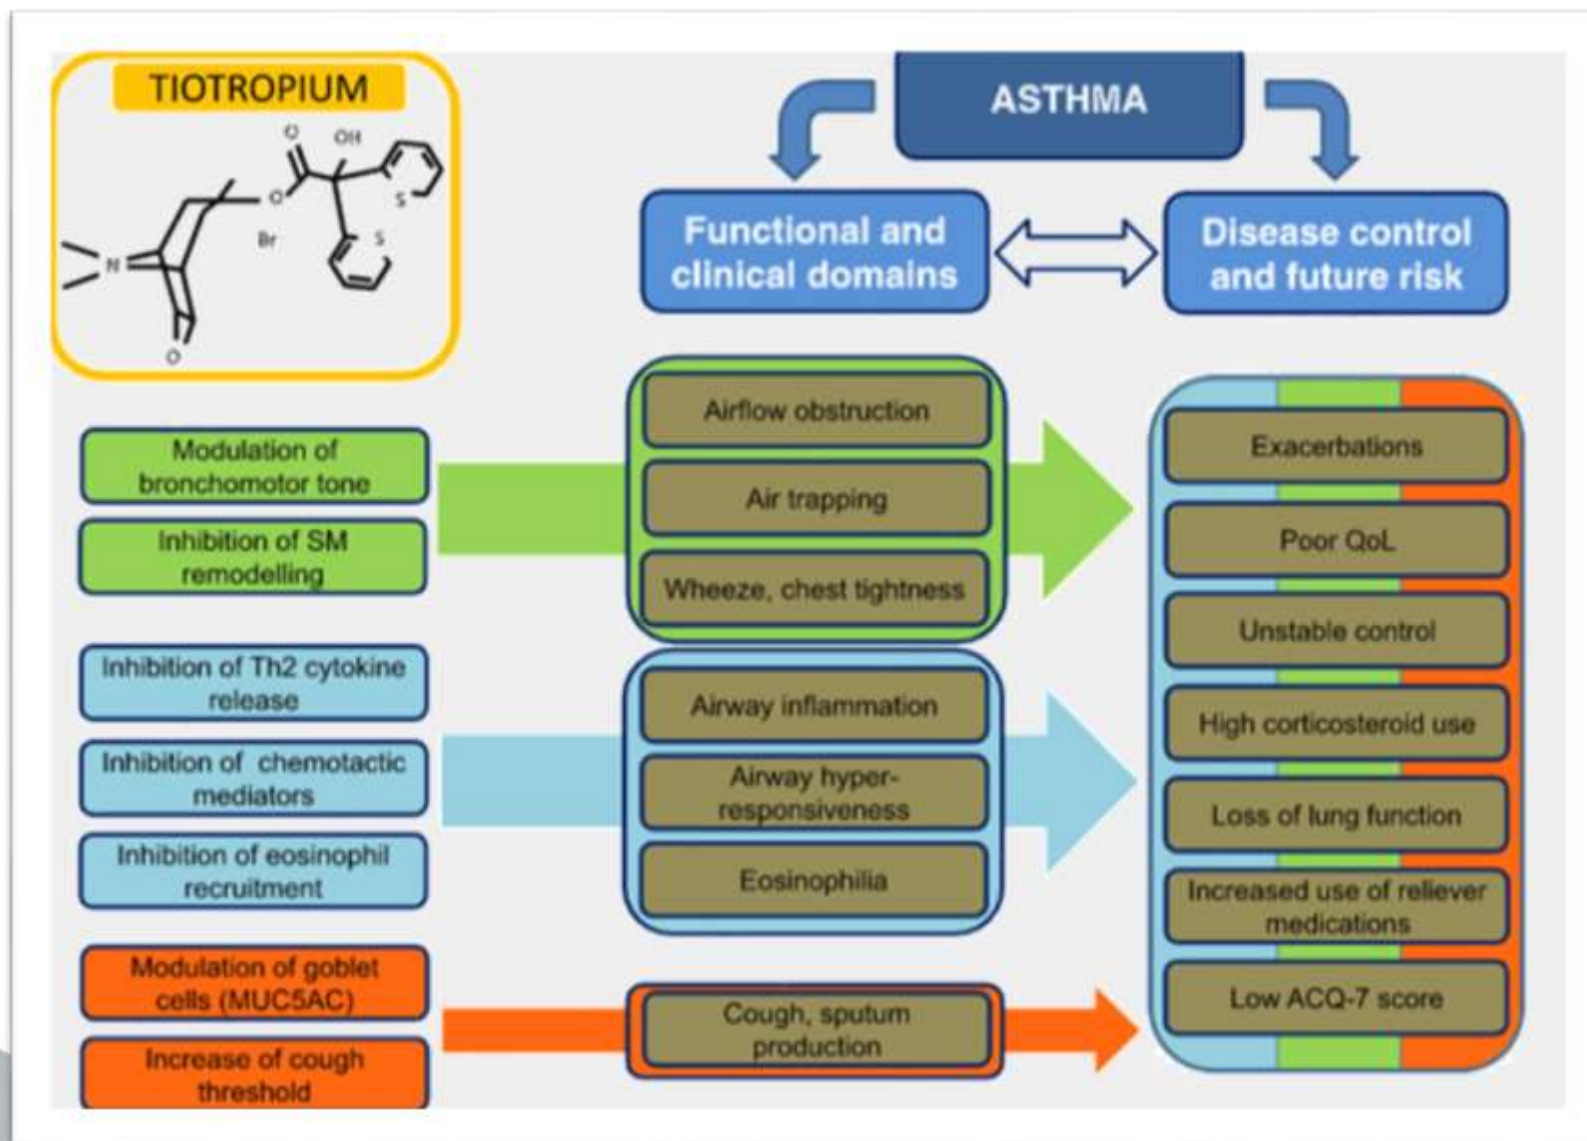 TIOTROPIUM
O
OH
O
S
Br
S
N
O
ASTHMA
Functional and
clinical domains
Disease control
and future risk
Modulation of
bronchomotor tone
Inhibition of SM
remodelling
Inhibition of Th2 cytokine
release
Inhibition of chemotactic
mediators
Inhibition of eosinophil
recruitment
Modulation of goblet
cells (MUC5AC)
Increase of cough
threshold
Airflow obstruction
Air trapping
Wheeze, chest tightness
Airway inflammation
Airway hyper-
responsiveness
Eosinophilia
Cough, sputum
production
Exacerbations
Poor QoL
Unstable control
High corticosteroid use
Loss of lung function
Increased use of reliever
medications
Low ACQ-7 score